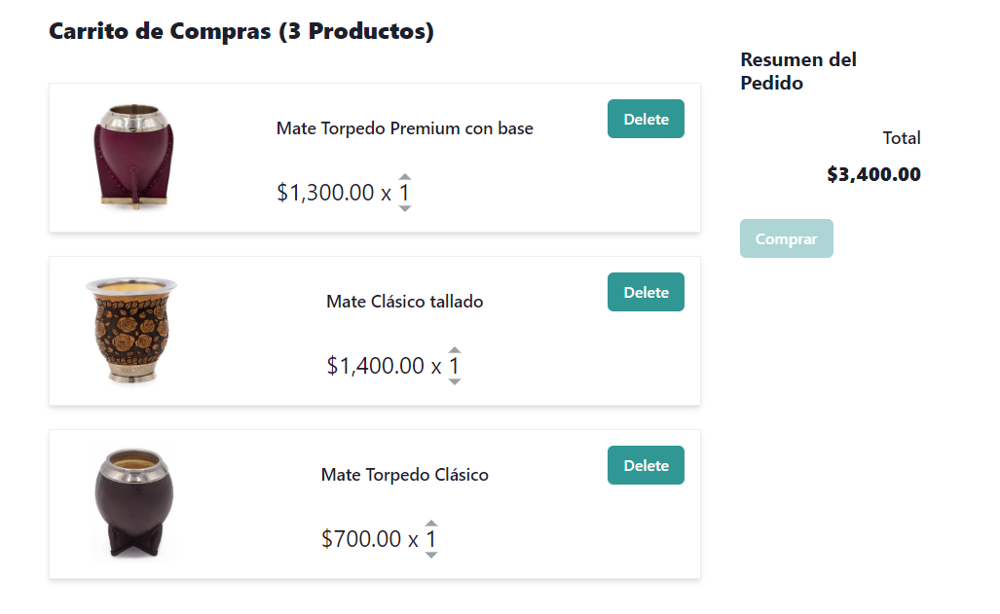 Carrito de Compras (3 Productos)
Mate Torpedo Premium con base
Delete
$1,300.00 x 1
Mate Clásico tallado
Delete
$1,400.00 x 1
Mate Torpedo Clásico
Delete
$700.00 x 1
Resumen del
Pedido
Total
$3,400.00
Comprar